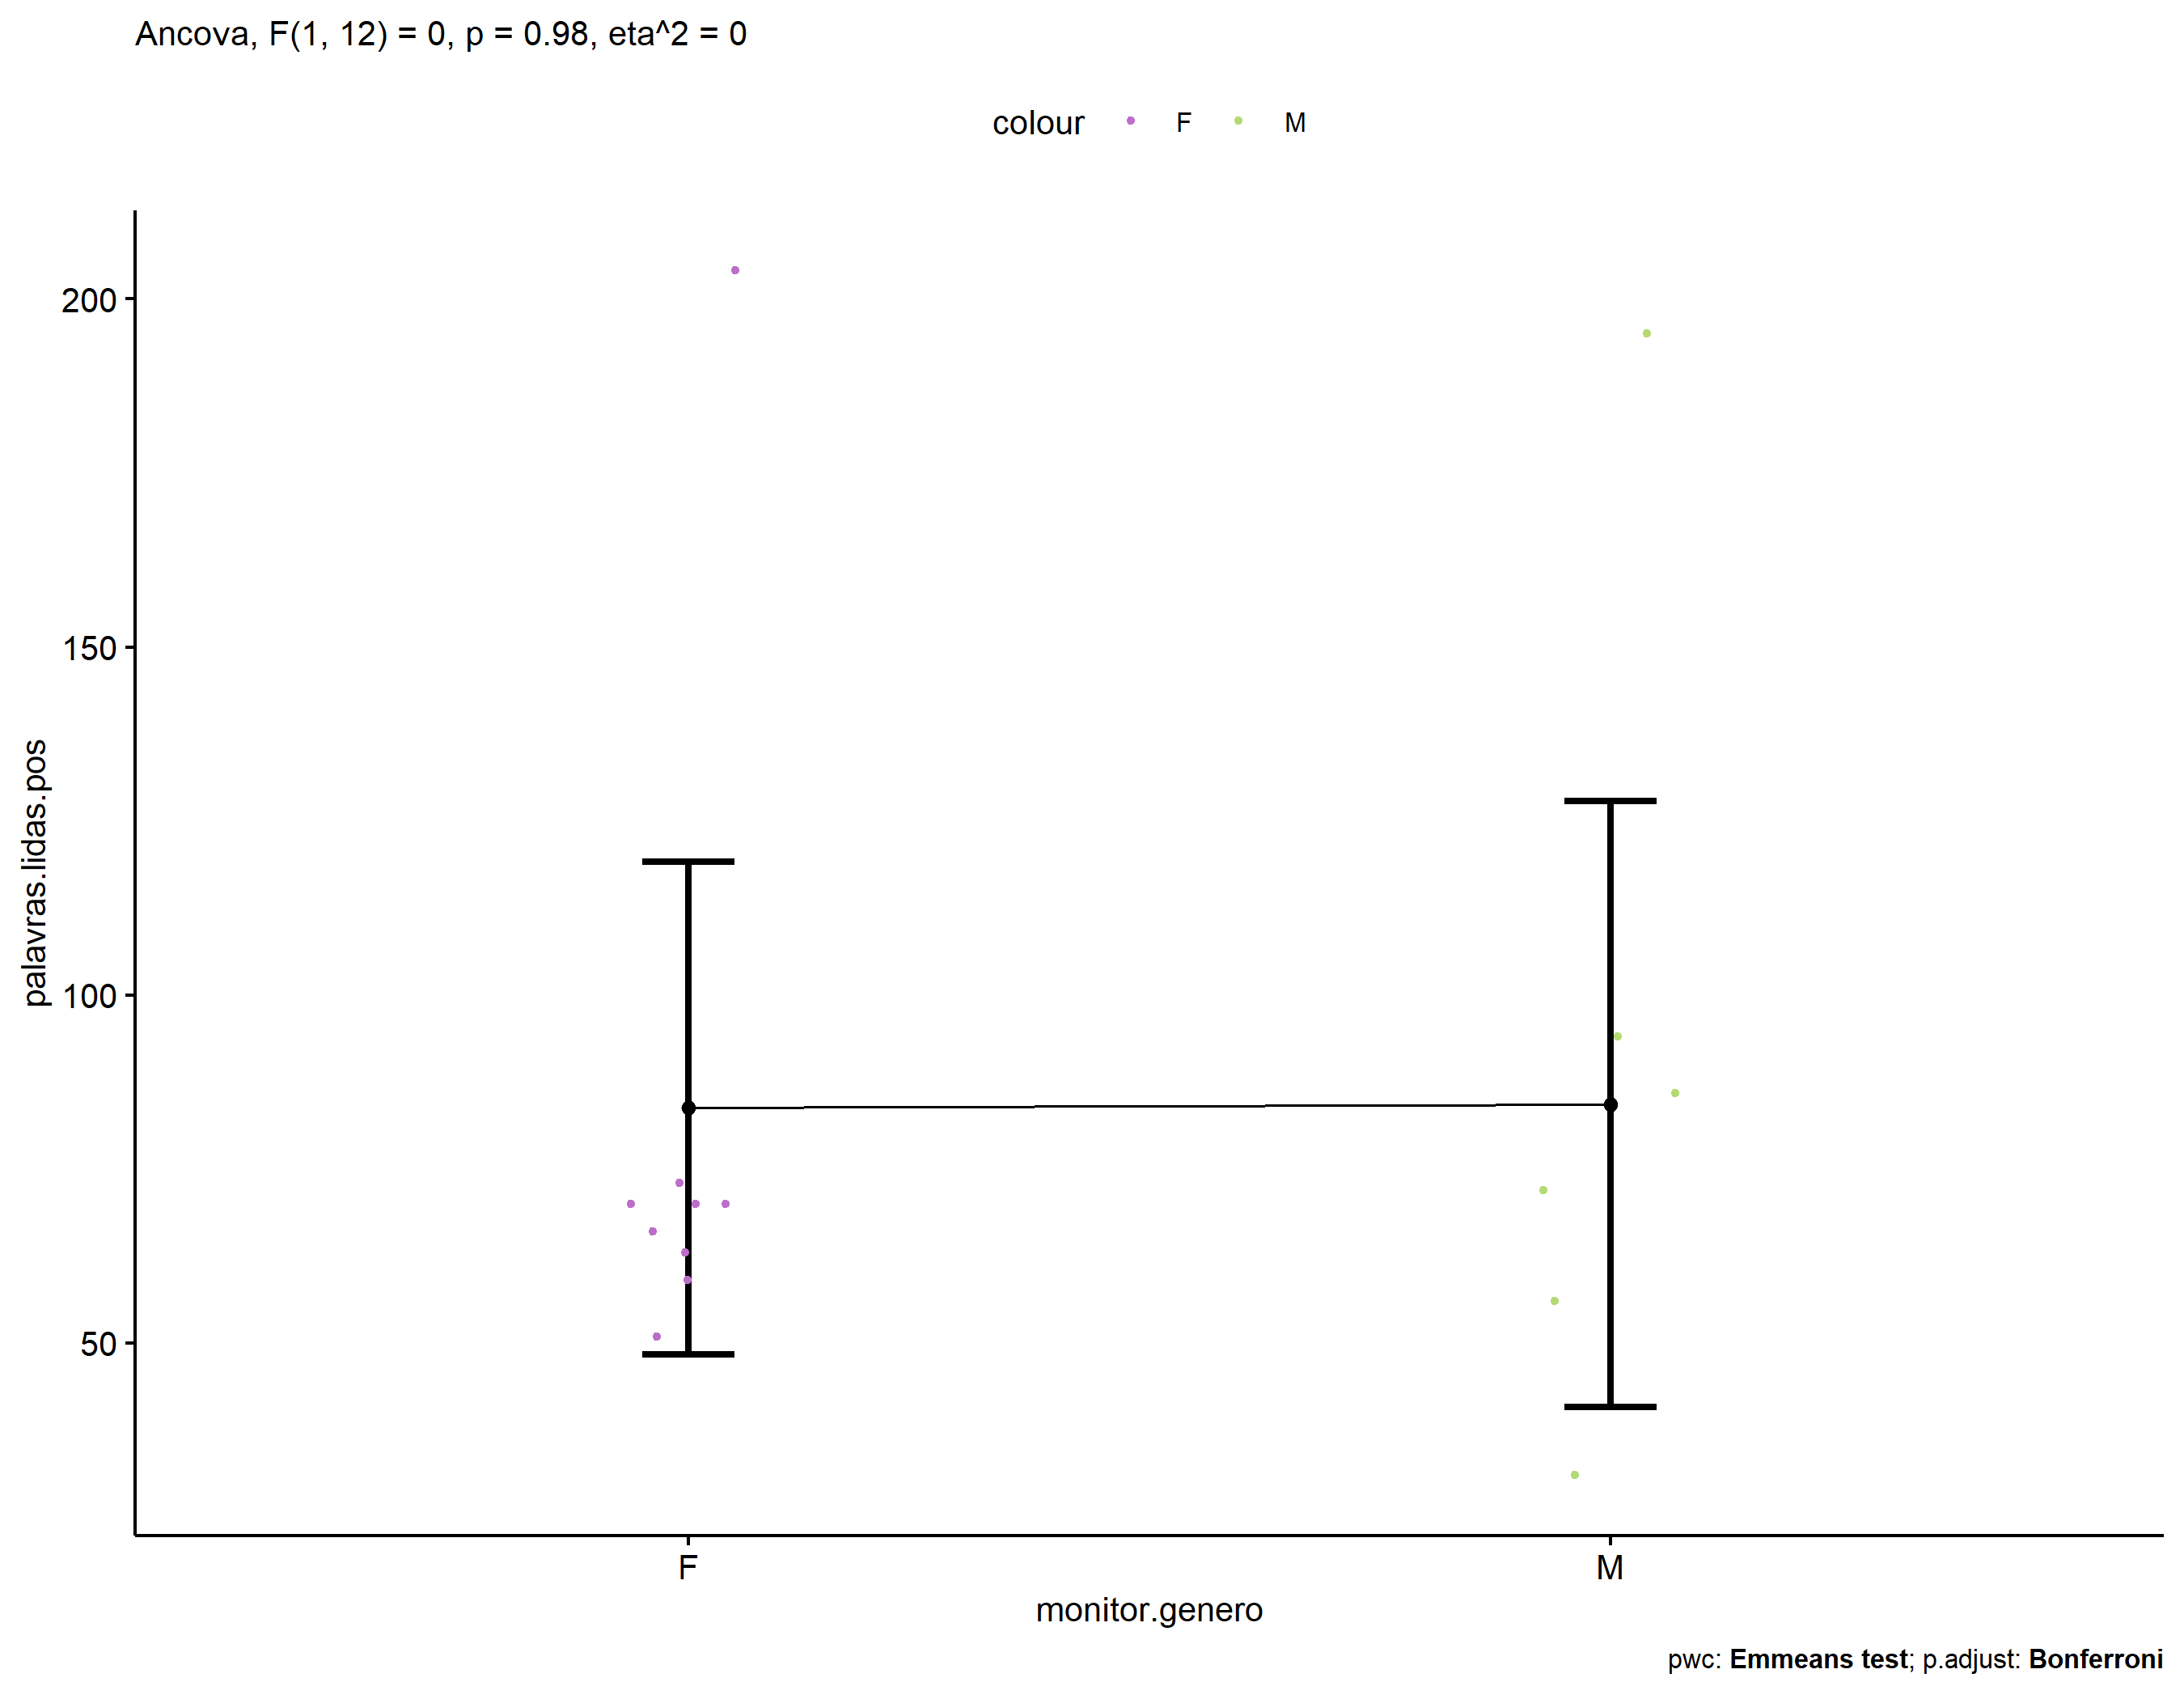 Ancova, F(1, 12) = 0, p = 0.98, eta^2 = 0
colour F M
palavras.lidas.pos
200
150
100
50
F M
monitor.genero
pwc: Emmeans test; p.adjust: Bonferroni